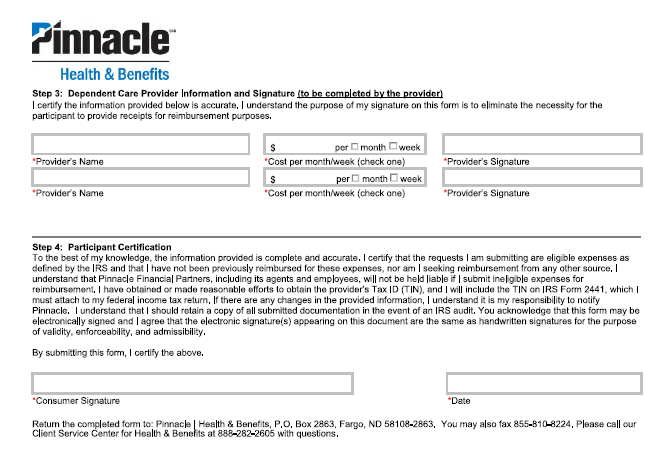 Pinnacle SM
Health & Benefits
Step 3: Dependent Care Provider Information and Signature (to be completed by the provider)
I certify the information provided below is accurate, I understand the purpose of my signature on this form is to eliminate the necessity for the
participant to provide receipts for reimbursement purposes.
$ per ☐ month ☐ week
*Provider's Name *Cost per month/week (check one) *Provider's Signature
$ per ☐ month ☐ week
*Provider's Name *Cost per month/week (check one) *Provider's Signature
Step 4: Participant Certification
To the best of my knowledge, the information provided is complete and accurate. I certify that the requests I am submitting are eligible expenses as
defined by the IRS and that I have not been previously reimbursed for these expenses, nor am I seeking reimbursement from any other source. I
understand that Pinnacle Financial Partners, including its agents and employees, will not be held liable if I submit ineligible expenses for
reimbursement. I have obtained or made reasonable efforts to obtain the provider's Tax ID (TIN), and I will include the TIN on IRS Form 2441, which I
must attach to my federal income tax return. If there are any changes in the provided information, I understand it is my responsibility to notify
Pinnacle. I understand that I should retain a copy of all submitted documentation in the event of an IRS audit. You acknowledge that this form may be
electronically signed and I agree that the electronic signature(s) appearing on this document are the same as handwritten signatures for the purpose
of validity, enforceability, and admissibility.
By submitting this form, I certify the above.
*Consumer Signature *Date
Return the completed form to: Pinnacle | Health & Benefits, P.O. Box 2863, Fargo, ND 58108-2863. You may also fax 855-810-8224. Please call our
Client Service Center for Health & Benefits at 888-282-2605 with questions.